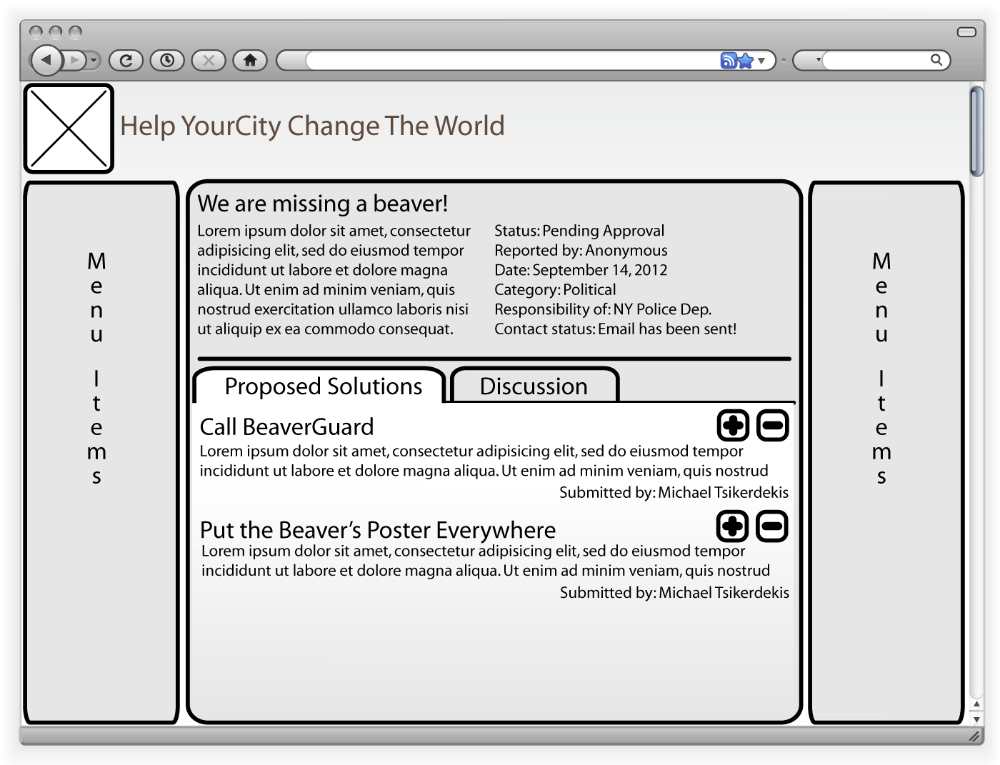 Help YourCity Change The World
Menu Items
We are missing a beaver!
Lorem ipsum dolor sit amet, consectetur
adipisicing elit, sed do eiusmod tempor
incididunt ut labore et dolore magna
aliqua. Ut enim ad minim veniam, quis
nostrud exercitation ullamco laboris nisi
ut aliquip ex ea commodo consequat.
Status: Pending Approval
Reported by: Anonymous
Date: September 14, 2012
Category: Political
Responsibility of: NY Police Dep.
Contact status: Email has been sent!
Proposed Solutions
Discussion
Call BeaverGuard
Lorem ipsum dolor sit amet, consectetur adipisicing elit, sed do eiusmod tempor
incididunt ut labore et dolore magna aliqua. Ut enim ad minim veniam, quis nostrud
Submitted by: Michael Tsikerdekis
Put the Beaver's Poster Everywhere
Lorem ipsum dolor sit amet, consectetur adipisicing elit, sed do eiusmod tempor
incididunt ut labore et dolore magna aliqua. Ut enim ad minim veniam, quis nostrud
Submitted by: Michael Tsikerdekis
Menu Items